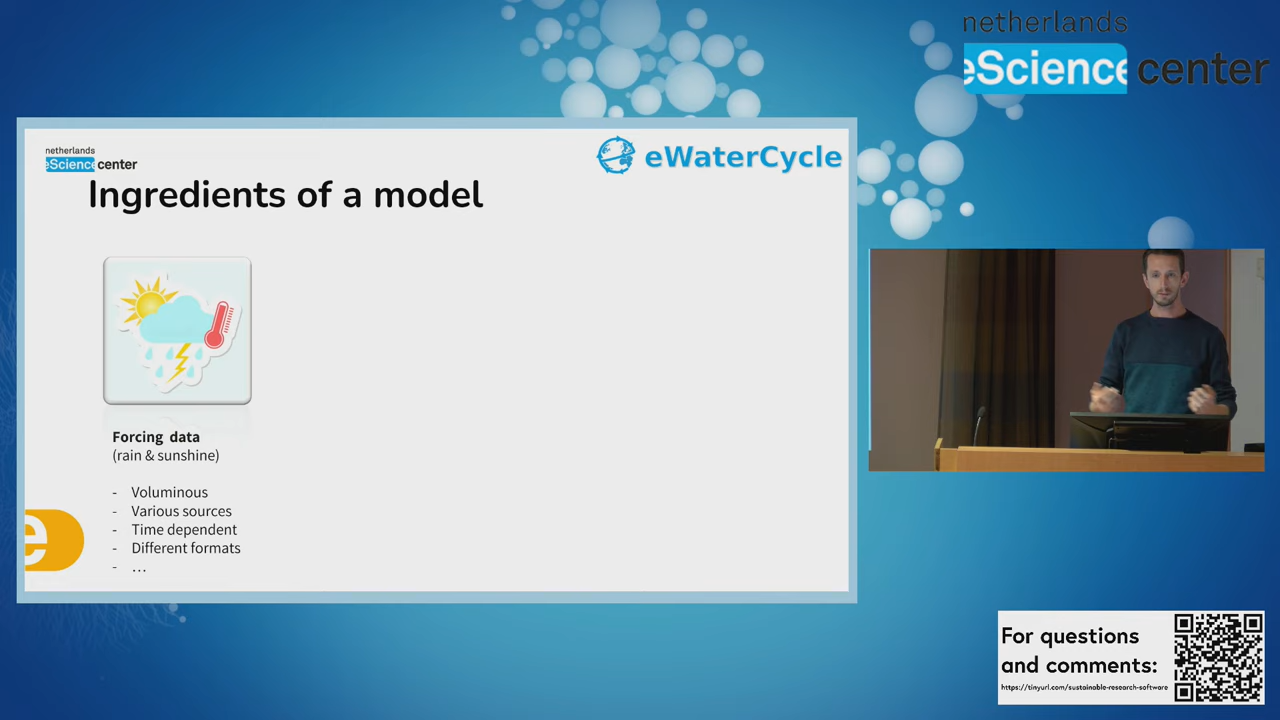 netherlands
eScience center
netherlands
eScience center
eWaterCycle
Ingredients of a model
Forcing data
(rain & sunshine)
- Voluminous
- Various sources
- Time dependent
- Different formats
- ...
e
For questions
and comments:
https://tinyurl.com/sustainable-research-software